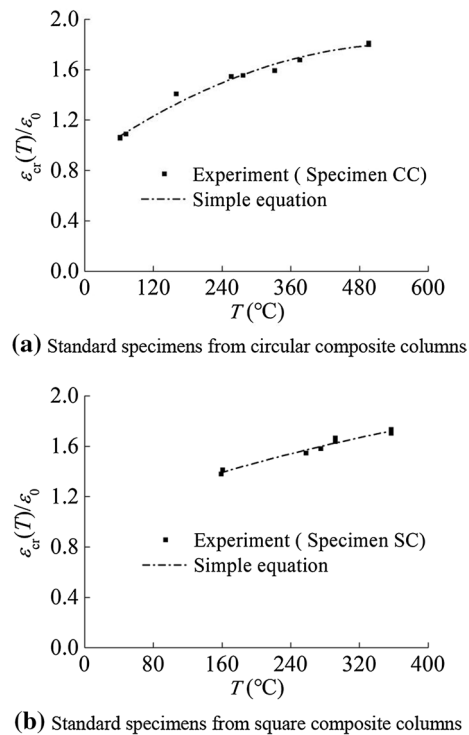 2.0
1.6
1.2
0.8
0.4
0.0
εcr(T)/ε0
Experiment ( Specimen CC)
Simple equation
0 120 240 360 480 600
T (°C)
(a) Standard specimens from circular composite columns
2.0
1.6
1.2
0.8
0.4
0.0
εcr(T)/ε0
Experiment ( Specimen SC)
Simple equation
0 80 160 240 320 400
T (°C)
(b) Standard specimens from square composite columns